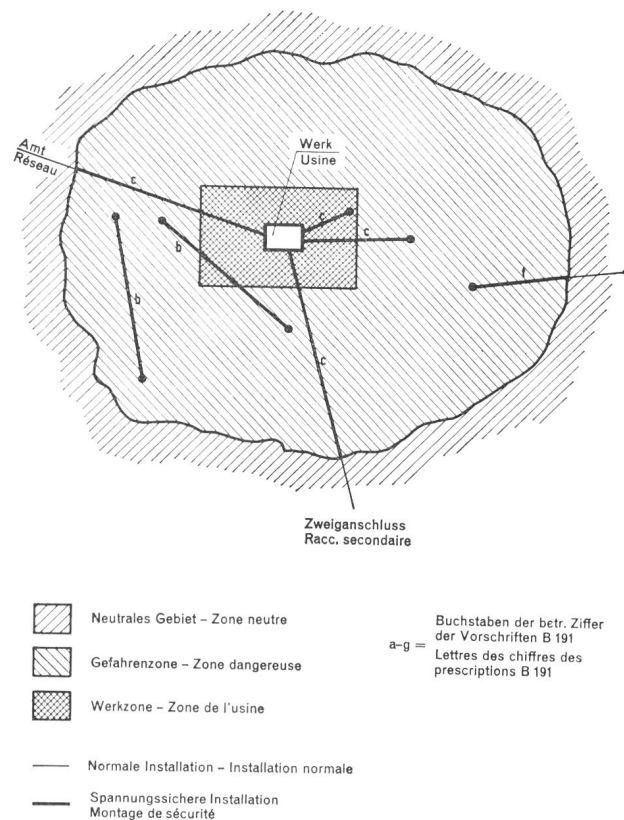 Amt
Réseau
Werk
Usine
c
c
c
b
b
f
c
Zweiganschluss
Racc. secondaire
Neutrales Gebiet – Zone neutre
Gefahrenzone – Zone dangereuse
Werkzone – Zone de l'usine
a–g =
Buchstaben der betr. Ziffer
der Vorschriften B 191
Lettres des chiffres des
prescriptions B 191
Normale Installation – Installation normale
Spannungssichere Installation
Montage de sécurité